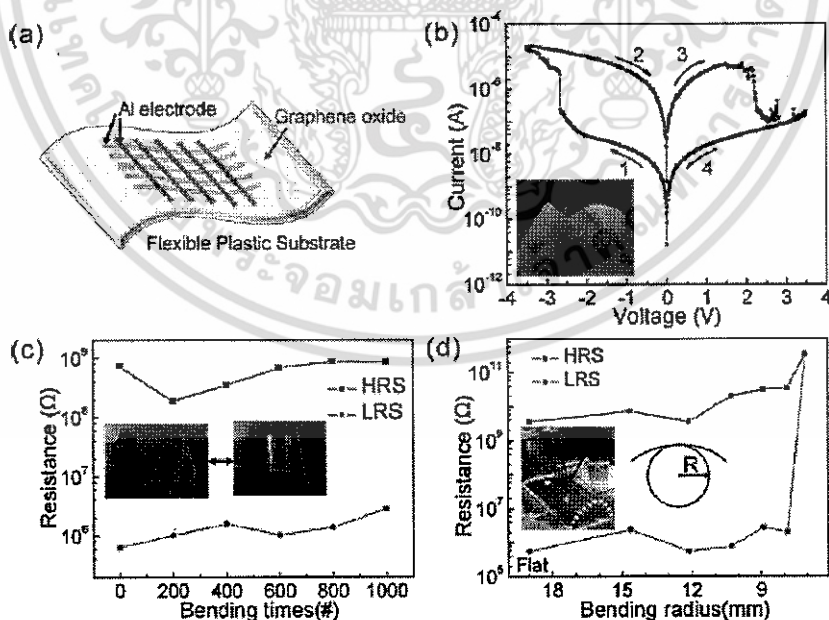 (a)
Al electrode
Graphene oxide
Flexible Plastic Substrate
(b)
Current (A)
10⁻⁴
10⁻⁶
10⁻⁸
10⁻¹⁰
10⁻¹²
2
3
1
4
-4 -3 -2 -1 0 1 2 3 4
Voltage (V)
(c)
Resistance (Ω)
10⁹
10⁸
10⁷
10⁶
HRS
LRS
0 200 400 600 800 1000
Bending times(#)
(d)
Resistance (Ω)
10¹¹
10⁹
10⁷
10⁵
HRS
LRS
R
Flat
18 15 12 9
Bending radius(mm)